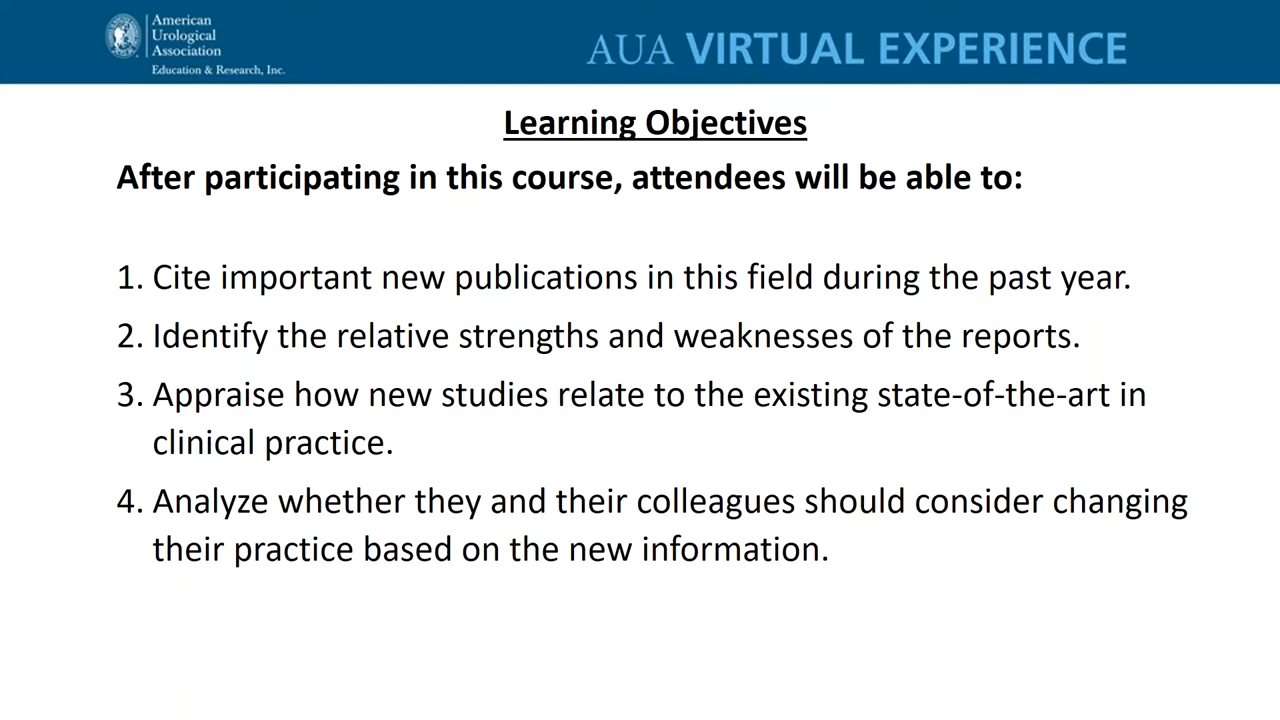 American
Urological
Association
Education & Research, Inc.
AUA VIRTUAL EXPERIENCE
Learning Objectives
After participating in this course, attendees will be able to:
1. Cite important new publications in this field during the past year.
2. Identify the relative strengths and weaknesses of the reports.
3. Appraise how new studies relate to the existing state-of-the-art in
clinical practice.
4. Analyze whether they and their colleagues should consider changing
their practice based on the new information.